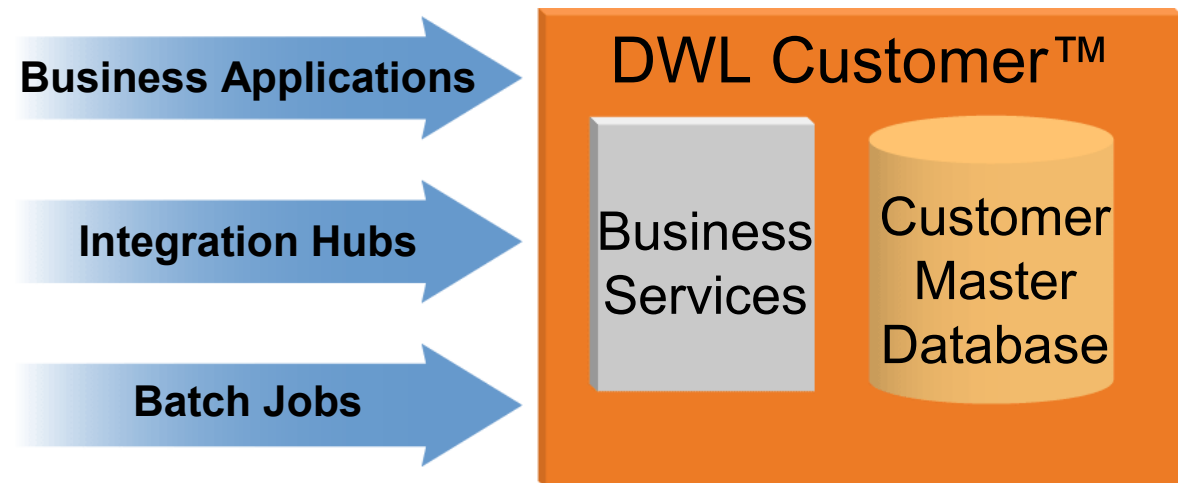 Business Applications
Integration Hubs
Batch Jobs
DWL Customer™
Business
Services
Customer
Master
Database